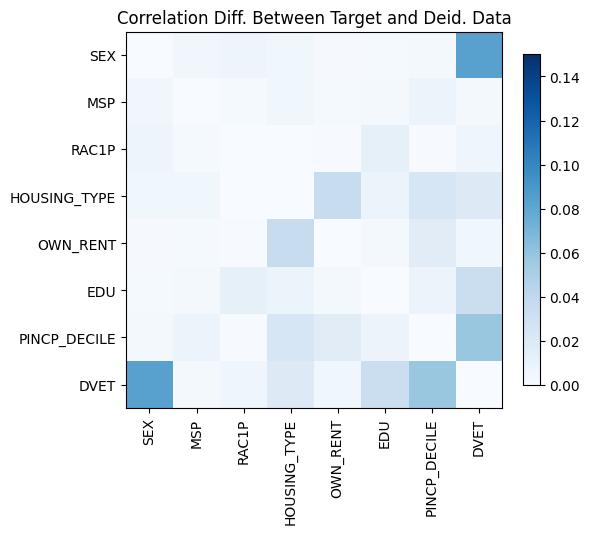 Correlation Diff. Between Target and Deid. Data
SEX
MSP
RAC1P
HOUSING_TYPE
OWN_RENT
EDU
PINCP_DECILE
DVET
SEX
MSP
RAC1P
HOUSING_TYPE
OWN_RENT
EDU
PINCP_DECILE
DVET
0.14
0.12
0.10
0.08
0.06
0.04
0.02
0.00